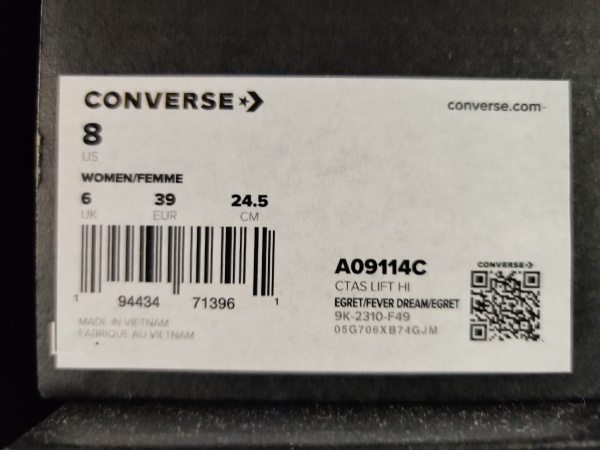 CONVERSE
converse.com
8
US
WOMEN/FEMME
6 39 24.5
UK EUR CM
1 94434 71396 1
MADE IN VIETNAM
FABRIQUE AU VIETNAM
A09114C
CTAS LIFT HI
EGRET/FEVER DREAM/EGRET
9K-2310-F49
05G706XB74GJM
CONVERSE